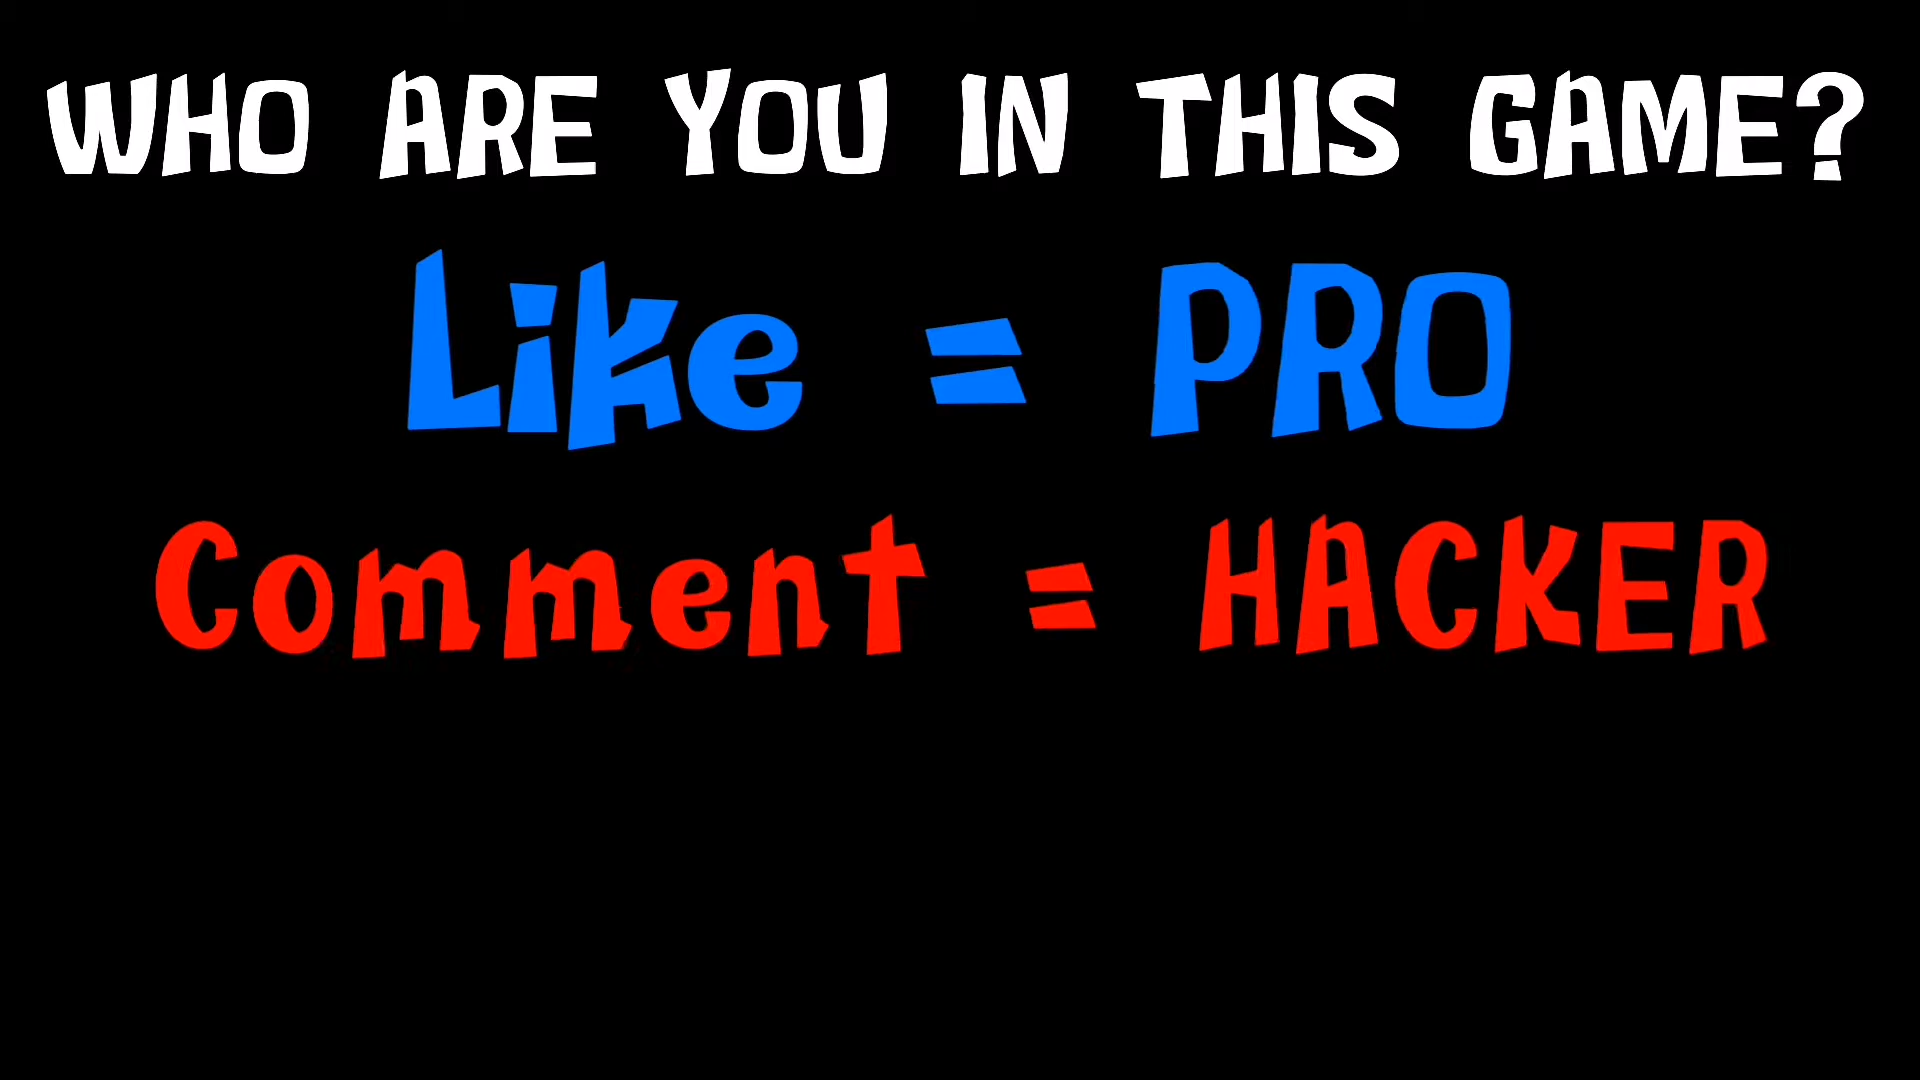 WHO ARE YOU IN THIS GAME?
Like = PRO
Comment = HACKER